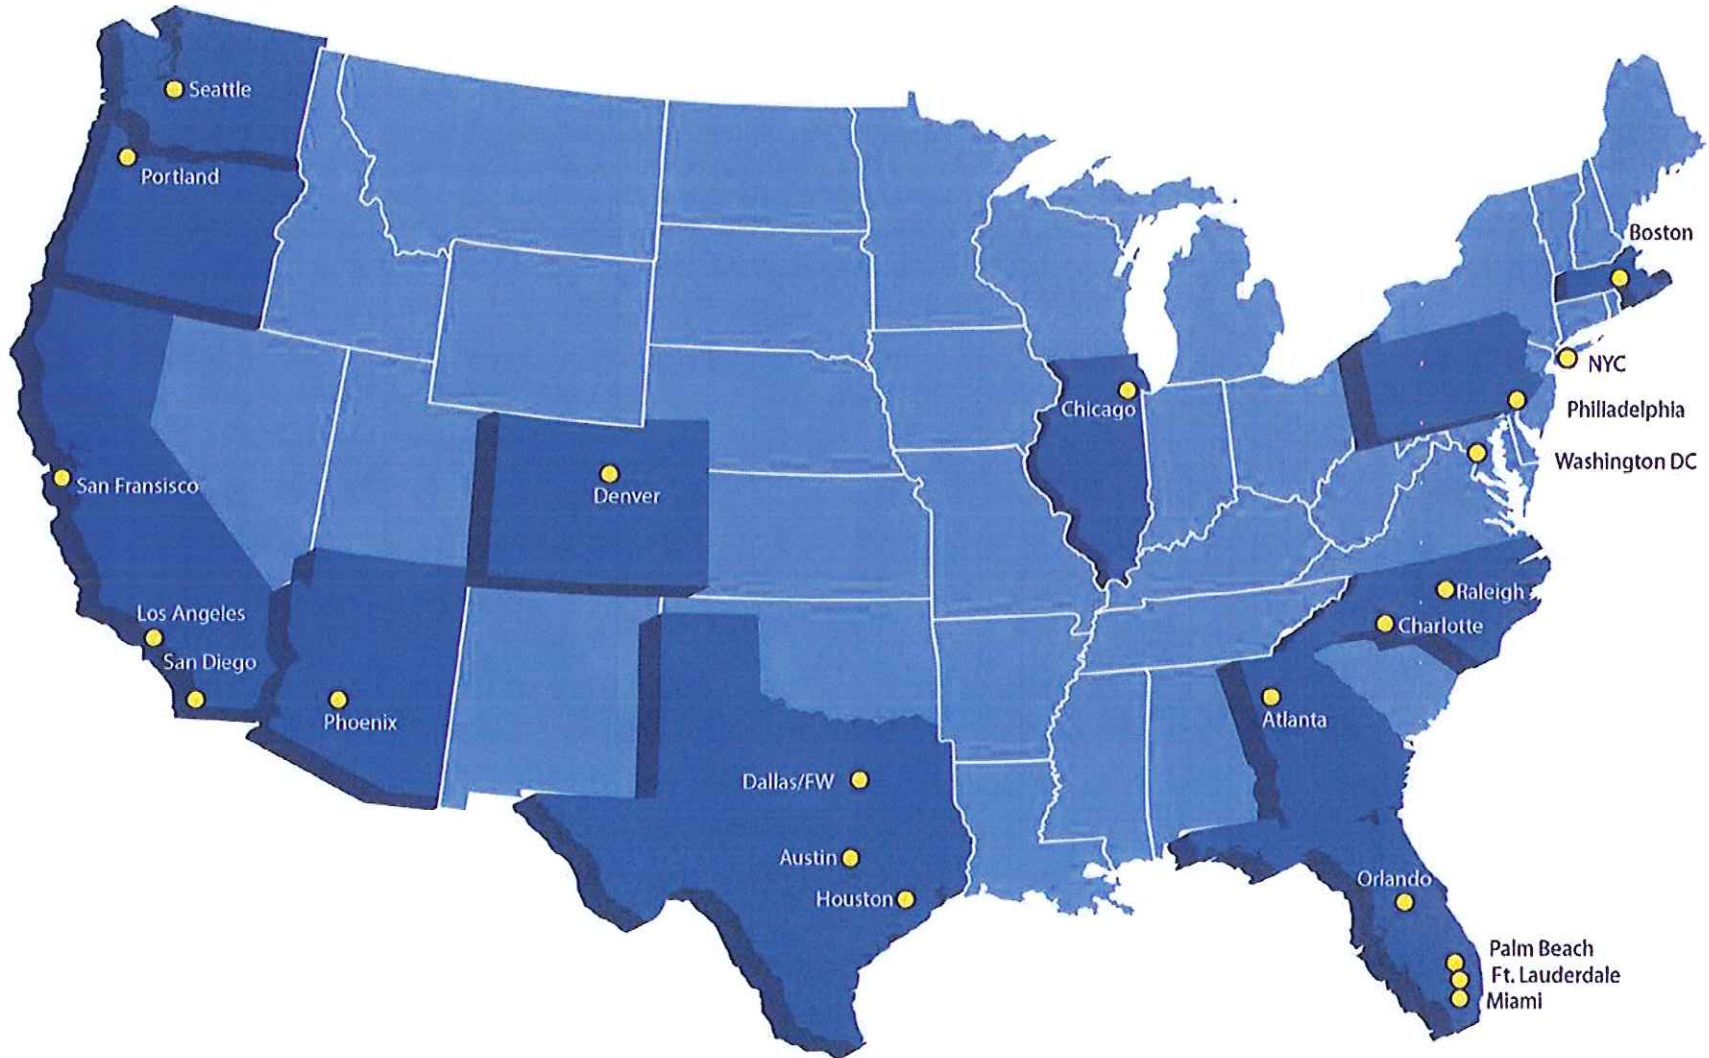 Seattle
Portland
Boston
NYC
Chicago
Philladelphia
Washington DC
San Fransisco
Denver
Raleigh
Los Angeles
Charlotte
San Diego
Phoenix
Atlanta
Dallas/FW
Austin
Orlando
Houston
Palm Beach
Ft. Lauderdale
Miami